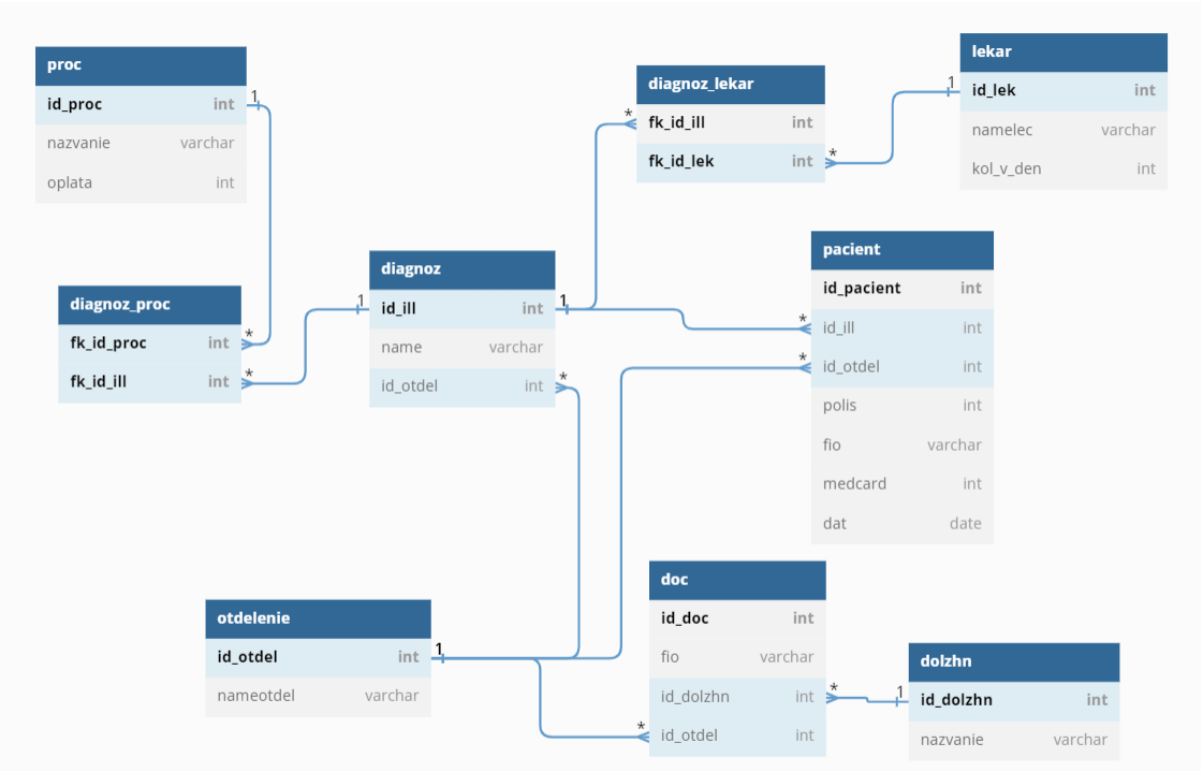 proc
id_proc int
nazvanie varchar
oplata int
1
diagnoz_lekar
fk_id_ill int
fk_id_lek int
*
*
lekar
id_lek int
namelec varchar
kol_v_den int
1
diagnoz_proc
fk_id_proc int
fk_id_ill int
*
*
diagnoz
id_ill int
name varchar
id_otdel int
1
1
*
pacient
id_pacient int
id_ill int
id_otdel int
polis int
fio varchar
medcard int
dat date
*
*
otdelenie
id_otdel int
nameotdel varchar
1
doc
id_doc int
fio varchar
id_dolzhn int
id_otdel int
*
*
dolzhn
id_dolzhn int
nazvanie varchar
1